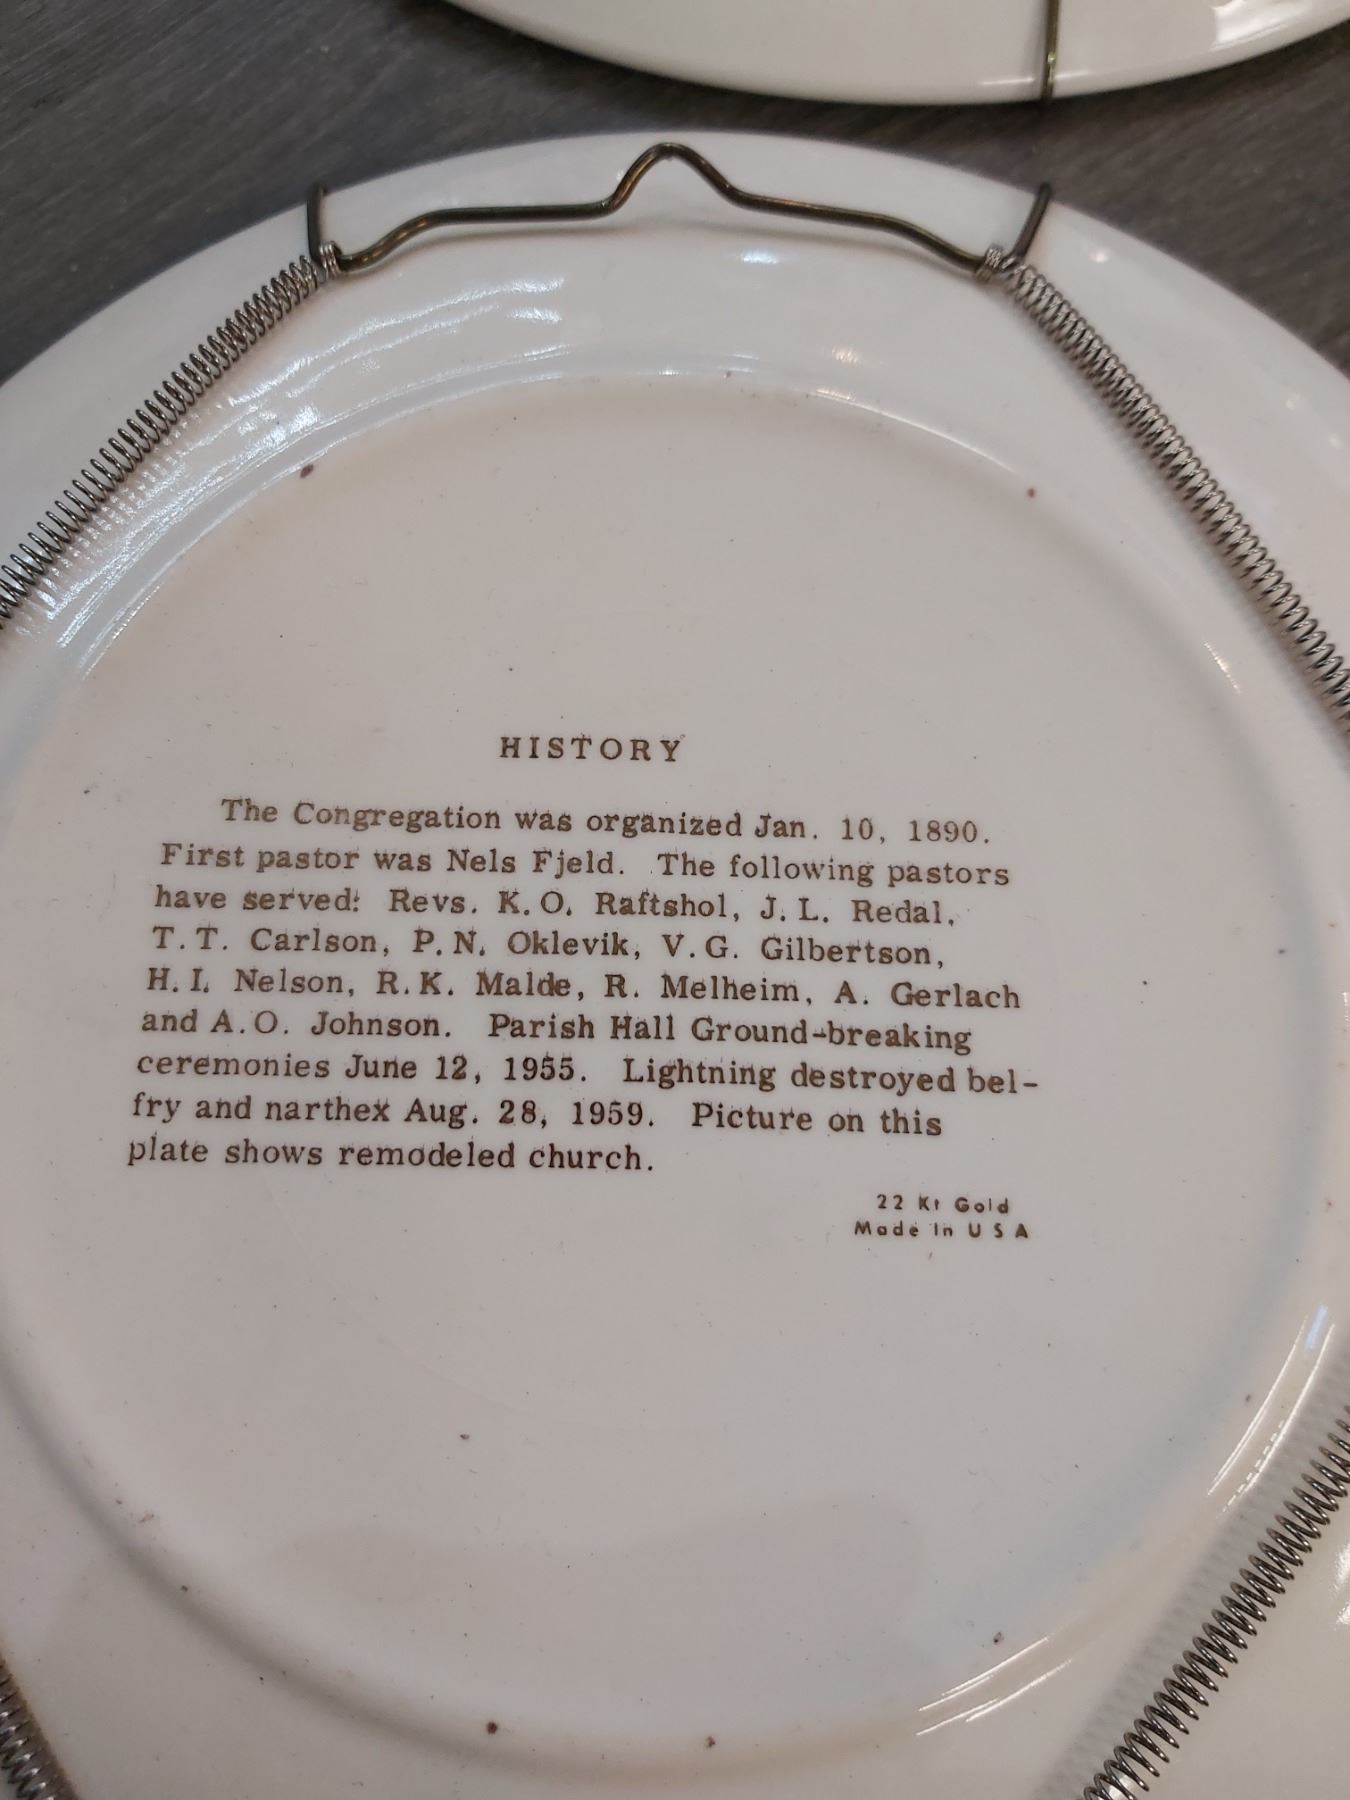 HISTORY
The Congregation was organized Jan. 10, 1890.
First pastor was Nels Fjeld. The following pastors
have served: Revs. K.O. Raftshol, J.L. Redal,
T.T. Carlson, P.N. Oklevik, V.G. Gilbertson,
H.I. Nelson, R.K. Malde, R. Melheim, A. Gerlach
and A.O. Johnson. Parish Hall Ground-breaking
ceremonies June 12, 1955. Lightning destroyed bel-
fry and narthex Aug. 28, 1959. Picture on this
plate shows remodeled church.
22 Kt Gold
Made In U S A